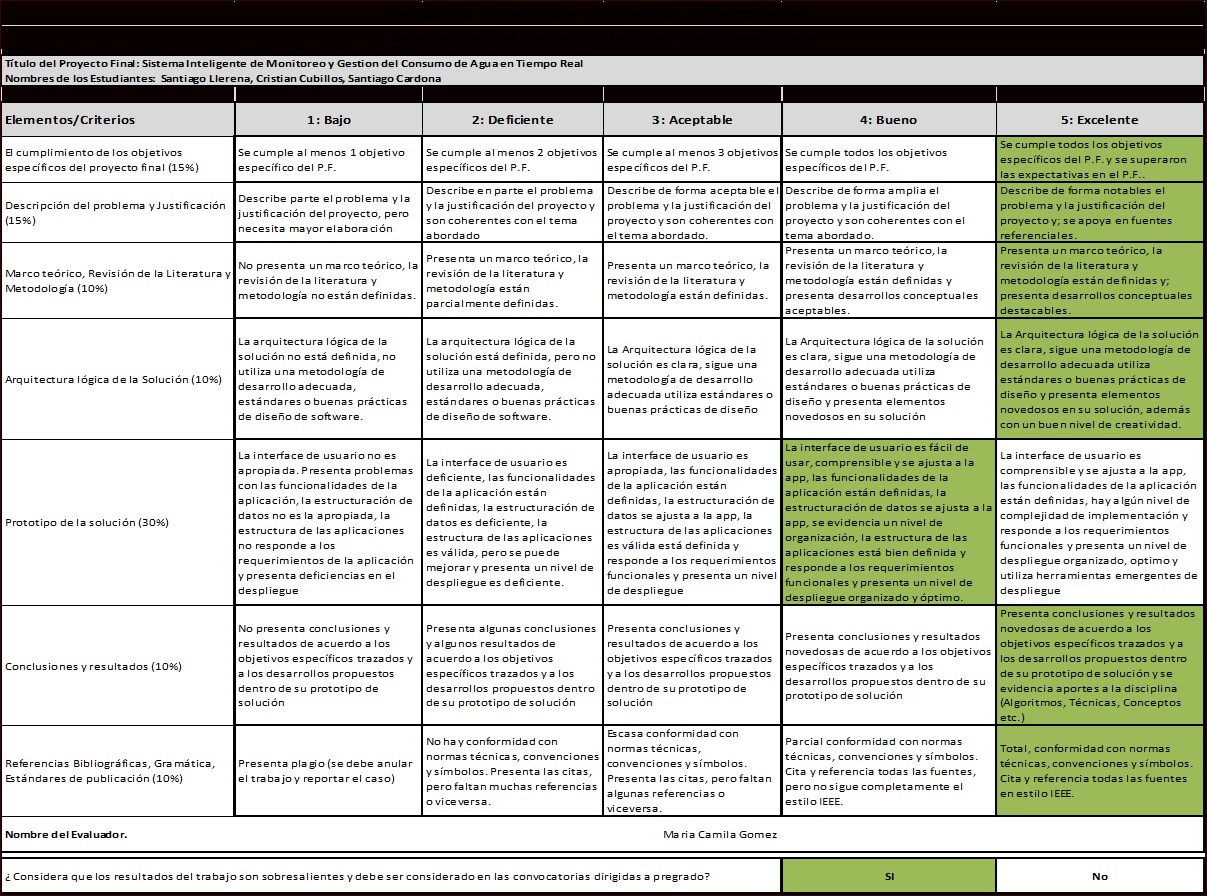 Título del Proyecto Final: Sistema Inteligente de Monitoreo y Gestion del Consumo de Agua en Tiempo Real
Nombres de los Estudiantes: Santiago Llerena, Cristian Cubillos, Santiago Cardona
Elementos/Criterios
1: Bajo
2: Deficiente
3: Aceptable
4: Bueno
5: Excelente
El cumplimiento de los objetivos
específicos del proyecto final (15%)
Se cumple al menos 1 objetivo
específico del P.F.
Se cumple al menos 2 objetivos
específicos del P.F.
Se cumple al menos 3 objetivos
específicos del P.F.
Se cumple todos los objetivos
específicos del P.F.
Se cumple todos los objetivos
específicos del P.F. y se superaron
las expectativas en el P.F..
Descripción del problema y Justificación
(15%)
Describe parte el problema y la
justificación del proyecto, pero
necesita mayor elaboración
Describe en parte el problema
y la justificación del proyecto y
son coherentes con el tema
abordado
Describe de forma aceptable el
problema y la justificación del
proyecto y son coherentes con
el tema abordado.
Describe de forma amplia el
problema y la justificación del
proyecto y son coherentes con el
tema abordado.
Describe de forma notables el
problema y la justificación del
proyecto y; se apoya en fuentes
referenciales.
Marco teórico, Revisión de la Literatura y
Metodología (10%)
No presenta un marco teórico, la
revisión de la literatura y
metodología no están definidas.
Presenta un marco teórico, la
revisión de la literatura y
metodología están
parcialmente definidas.
Presenta un marco teórico, la
revisión de la literatura y
metodología están definidas.
Presenta un marco teórico, la
revisión de la literatura y
metodología están definidas y
presenta desarrollos conceptuales
aceptables.
Presenta un marco teórico, la
revisión de la literatura y
metodología están definidas y;
presenta desarrollos conceptuales
destacables.
Arquitectura lógica de la Solución (10%)
La arquitectura lógica de la
solución no está definida, no
utiliza una metodología de
desarrollo adecuada,
estándares o buenas prácticas
de diseño de software.
La arquitectura lógica de la
solución está definida, pero no
utiliza una metodología de
desarrollo adecuada,
estándares o buenas prácticas
de diseño de software.
La Arquitectura lógica de la
solución es clara, sigue una
metodología de desarrollo
adecuada utiliza estándares o
buenas prácticas de diseño
La Arquitectura lógica de la solución
es clara, sigue una metodología de
desarrollo adecuada utiliza
estándares o buenas prácticas de
diseño y presenta elementos
novedosos en su solución
La Arquitectura lógica de la solución
es clara, sigue una metodología de
desarrollo adecuada utiliza
estándares o buenas prácticas de
diseño y presenta elementos
novedosos en su solución, además
con un buen nivel de creatividad.
Prototipo de la solución (30%)
La interface de usuario no es
apropiada. Presenta problemas
con las funcionalidades de la
aplicación, la estructuración de
datos no es la apropiada, la
estructura de las aplicaciones
no responde a los
requerimientos de la aplicación
y presenta deficiencias en el
despliegue
La interface de usuario es
deficiente, las funcionalidades
de la aplicación están
definidas, la estructuración de
datos es deficiente, la
estructura de las aplicaciones
es válida, pero se puede
mejorar y presenta un nivel de
despliegue es deficiente.
La interface de usuario es
apropiada, las funcionalidades
de la aplicación están
definidas, la estructuración de
datos se ajusta a la app, la
estructura de las aplicaciones
es válida está definida y
responde a los requerimientos
funcionales y presenta un nivel
de despliegue
La interface de usuario es fácil de
usar, comprensible y se ajusta a la
app, las funcionalidades de la
aplicación están definidas, la
estructuración de datos se ajusta a la
app, se evidencia un nivel de
organización, la estructura de las
aplicaciones está bien definida y
responde a los requerimientos
funcionales y presenta un nivel de
despliegue organizado y óptimo.
La interface de usuario es
comprensible y se ajusta a la app,
las funcionalidades de la aplicación
están definidas, hay algún nivel de
complejidad de implementación y
responde a los requerimientos
funcionales y presenta un nivel de
despliegue organizado, optimo y
utiliza herramientas emergentes de
despliegue
Conclusiones y resultados (10%)
No presenta conclusiones y
resultados de acuerdo a los
objetivos específicos trazados y
a los desarrollos propuestos
dentro de su prototipo de
solución
Presenta algunas conclusiones
y algunos resultados de
acuerdo a los objetivos
específicos trazados y a los
desarrollos propuestos dentro
de su prototipo de solución
Presenta conclusiones y
resultados de acuerdo a los
objetivos específicos trazados
y a los desarrollos propuestos
dentro de su prototipo de
solución
Presenta conclusiones y resultados
novedosas de acuerdo a los objetivos
específicos trazados y a los
desarrollos propuestos dentro de su
prototipo de solución
Presenta conclusiones y resultados
novedosas de acuerdo a los
objetivos específicos trazados y a
los desarrollos propuestos dentro
de su prototipo de solución y se
evidencia aportes a la disciplina
(Algoritmos, Técnicas, Conceptos
etc.)
Referencias Bibliográficas, Gramática,
Estándares de publicación (10%)
Presenta plagio (se debe anular
el trabajo y reportar el caso)
No hay conformidad con
normas técnicas, convenciones
y símbolos. Presenta las citas,
pero faltan muchas referencias
o viceversa.
Escasa conformidad con
normas técnicas,
convenciones y símbolos.
Presenta las citas, pero faltan
algunas referencias o
viceversa.
Parcial conformidad con normas
técnicas, convenciones y símbolos.
Cita y referencia todas las fuentes,
pero no sigue completamente el
estilo IEEE.
Total, conformidad con normas
técnicas, convenciones y símbolos.
Cita y referencia todas las fuentes
en estilo IEEE.
Nombre del Evaluador.
Maria Camila Gomez
¿Considera que los resultados del trabajo son sobresalientes y debe ser considerado en las convocatorias dirigidas a pregrado?
SI
No